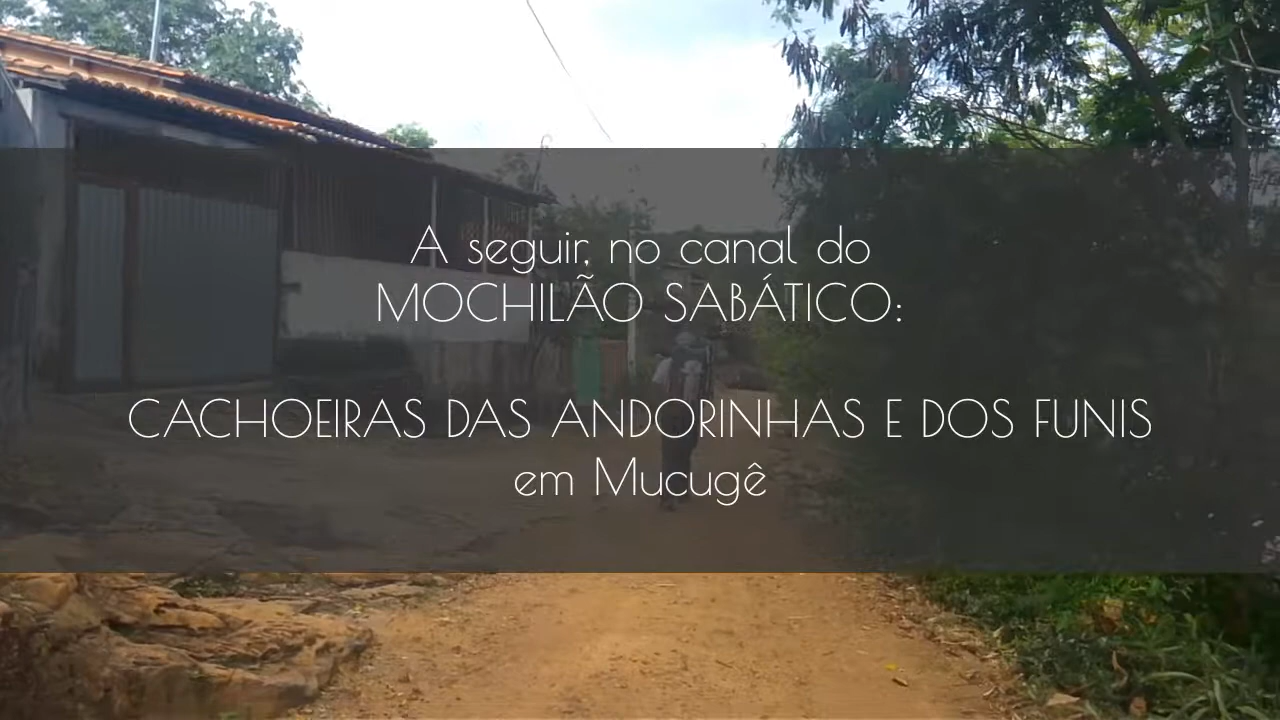 A seguir, no canal do
MOCHILÃO SABÁTICO:
CACHOEIRAS DAS ANDORINHAS E DOS FUNIS
em Mucugê